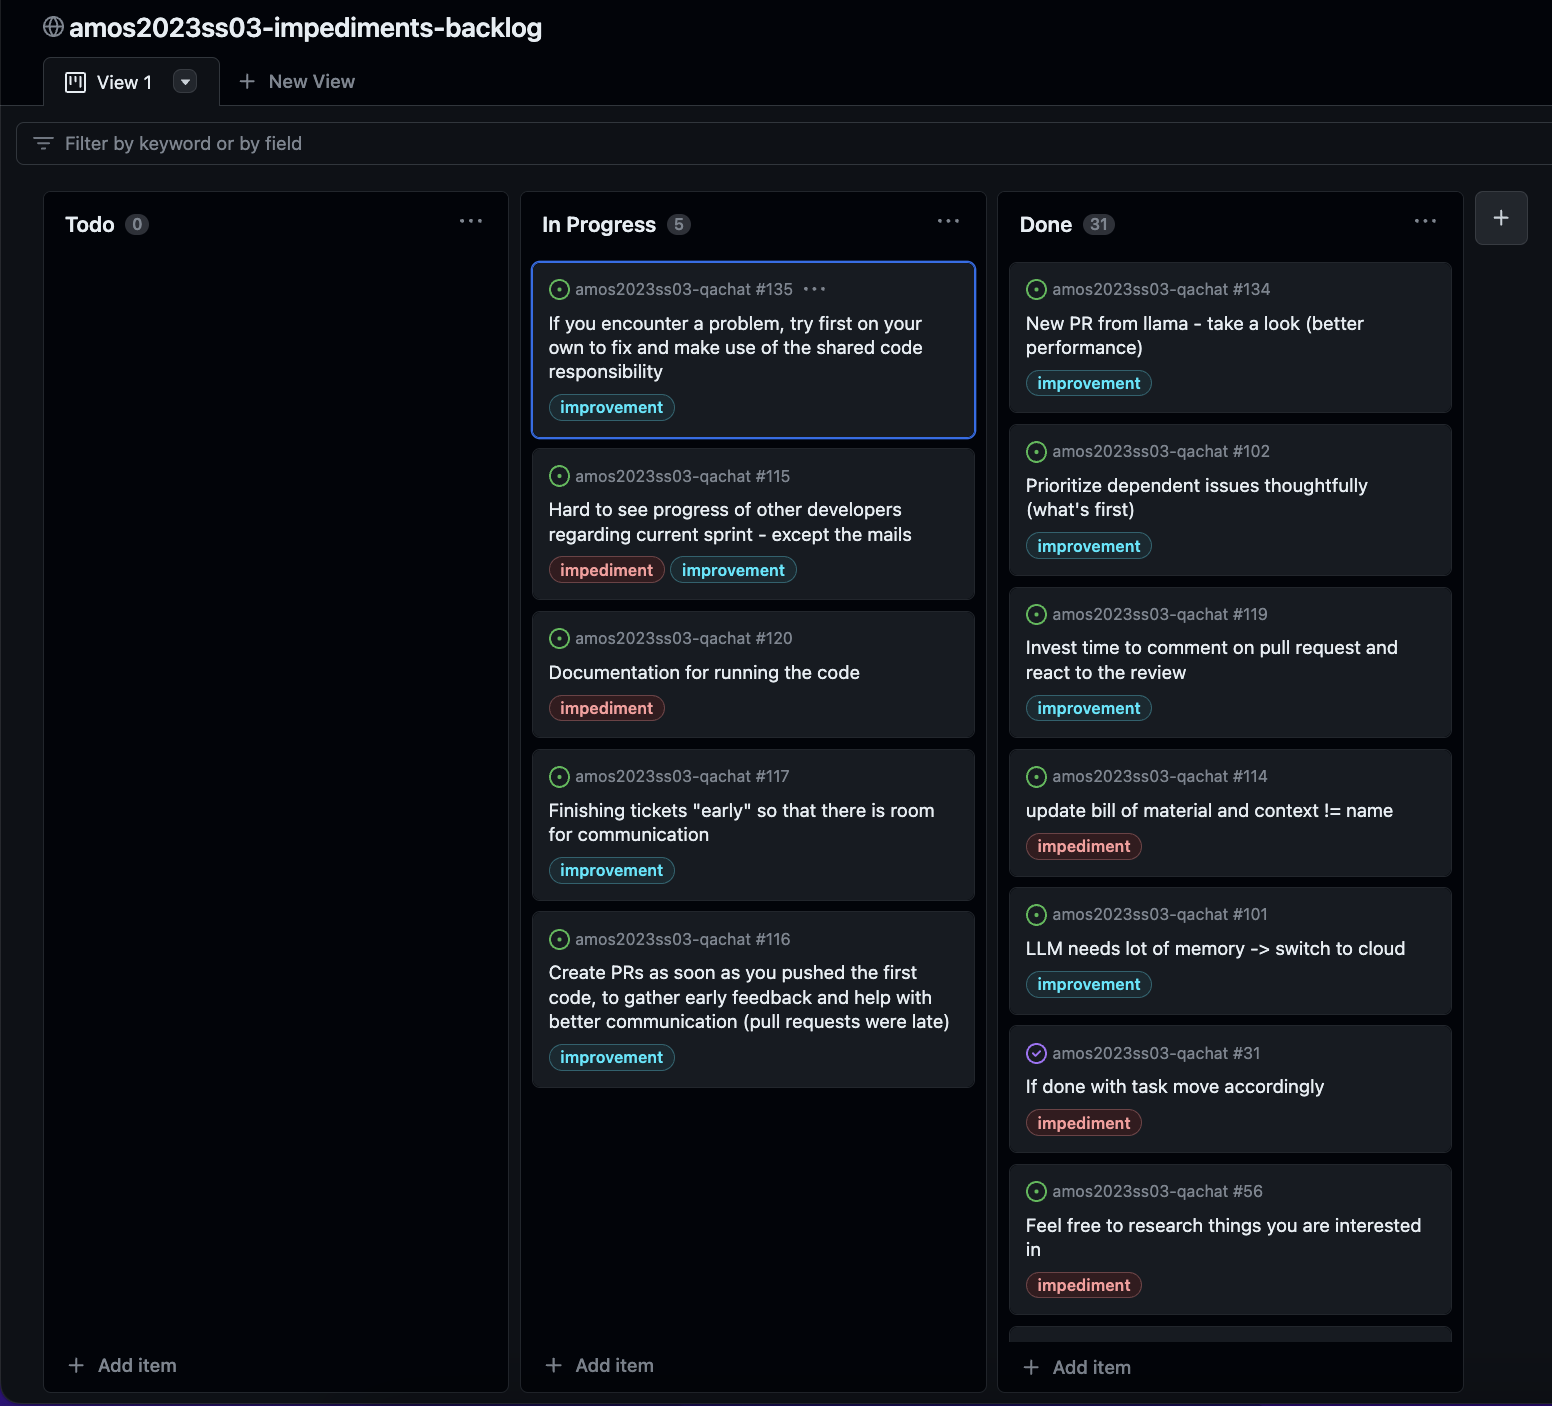 amos2023ss03-impediments-backlog
View 1
New View
Filter by keyword or by field
Todo 0
Add item
In Progress 5
amos2023ss03-qachat #135
If you encounter a problem, try first on your
own to fix and make use of the shared code
responsibility
improvement
amos2023ss03-qachat #115
Hard to see progress of other developers
regarding current sprint - except the mails
impediment improvement
amos2023ss03-qachat #120
Documentation for running the code
impediment
amos2023ss03-qachat #117
Finishing tickets "early" so that there is room
for communication
improvement
amos2023ss03-qachat #116
Create PRs as soon as you pushed the first
code, to gather early feedback and help with
better communication (pull requests were late)
improvement
Add item
Done 31
amos2023ss03-qachat #134
New PR from llama - take a look (better
performance)
improvement
amos2023ss03-qachat #102
Prioritize dependent issues thoughtfully
(what's first)
improvement
amos2023ss03-qachat #119
Invest time to comment on pull request and
react to the review
improvement
amos2023ss03-qachat #114
update bill of material and context != name
impediment
amos2023ss03-qachat #101
LLM needs lot of memory -> switch to cloud
improvement
amos2023ss03-qachat #31
If done with task move accordingly
impediment
amos2023ss03-qachat #56
Feel free to research things you are interested
in
impediment
Add item